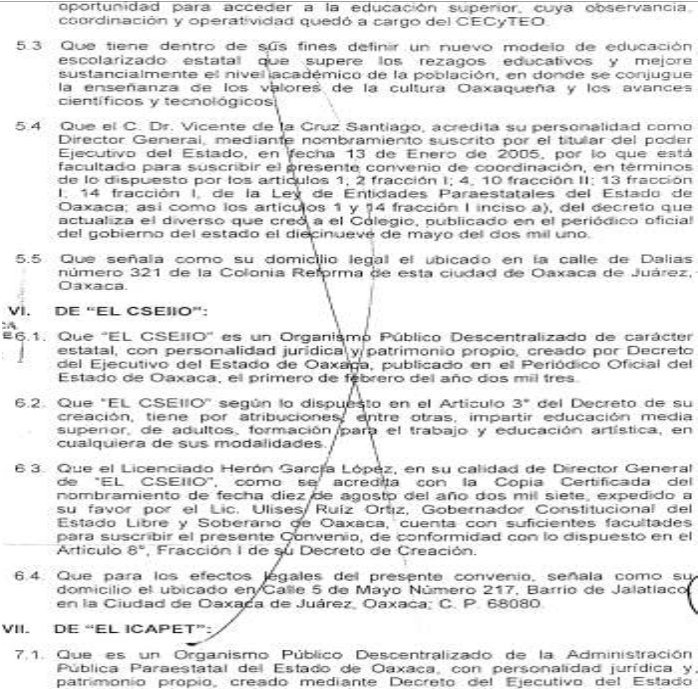 oportunidad para acceder a la educación superior, cuya observancia,
coordinación y operatividad quedó a cargo del CECyTEO.
5.3 Que tiene dentro de sus fines definir un nuevo modelo de educación
escolarizado estatal que supere los rezagos educativos y mejore
sustancialmente el nivel académico de la población, en donde se conjugue
la enseñanza de los valores de la cultura Oaxaqueña y los avances
científicos y tecnológicos.
5.4 Que el C. Dr. Vicente de la Cruz Santiago, acredita su personalidad como
Director General, mediante nombramiento suscrito por el titular del poder
Ejecutivo del Estado, en fecha 13 de Enero de 2005, por lo que está
facultado para suscribir el presente convenio de coordinación, en términos
de lo dispuesto por los artículos 1, 2 fracción I; 4, 10 fracción II; 13 fracción
I, 14 fracción I, de la Ley de Entidades Paraestatales del Estado de
Oaxaca; así como los artículos 1 y 14 fracción I inciso a), del decreto que
actualiza el diverso que creó a el Colegio, publicado en el periódico oficial
del gobierno del estado el diecinueve de mayo del dos mil uno.
5.5 Que señala como su domicilio legal el ubicado en la calle de Dalias
número 321 de la Colonia Reforma de esta ciudad de Oaxaca de Juárez,
Oaxaca.
VI. DE "EL CSEIIO":
6.1. Que "EL CSEIIO" es un Organismo Público Descentralizado de carácter
estatal, con personalidad jurídica y patrimonio propio, creado por Decreto
del Ejecutivo del Estado de Oaxaca, publicado en el Periódico Oficial del
Estado de Oaxaca, el primero de febrero del año dos mil tres.
6.2. Que "EL CSEIIO" según lo dispuesto en el Artículo 3° del Decreto de su
creación, tiene por atribuciones, entre otras, impartir educación media
superior, de adultos, formación para el trabajo y educación artística, en
cualquiera de sus modalidades.
6.3. Que el Licenciado Herón García López, en su calidad de Director General
de "EL CSEIIO", como se acredita con la Copia Certificada del
nombramiento de fecha diez de agosto del año dos mil siete, expedido a
su favor por el Lic. Ulises Ruíz Ortiz, Gobernador Constitucional del
Estado Libre y Soberano de Oaxaca, cuenta con suficientes facultades
para suscribir el presente Convenio, de conformidad con lo dispuesto en el
Artículo 8°, Fracción I de su Decreto de Creación.
6.4. Que para los efectos legales del presente convenio, señala como su
domicilio el ubicado en Calle 5 de Mayo Número 217, Barrio de Jalatlaco
en la Ciudad de Oaxaca de Juárez, Oaxaca; C. P. 68080.
VII. DE "EL ICAPET":
7.1. Que es un Organismo Público Descentralizado de la Administración
Pública Paraestatal del Estado de Oaxaca, con personalidad jurídica y
patrimonio propio, creado mediante Decreto del Ejecutivo del Estado